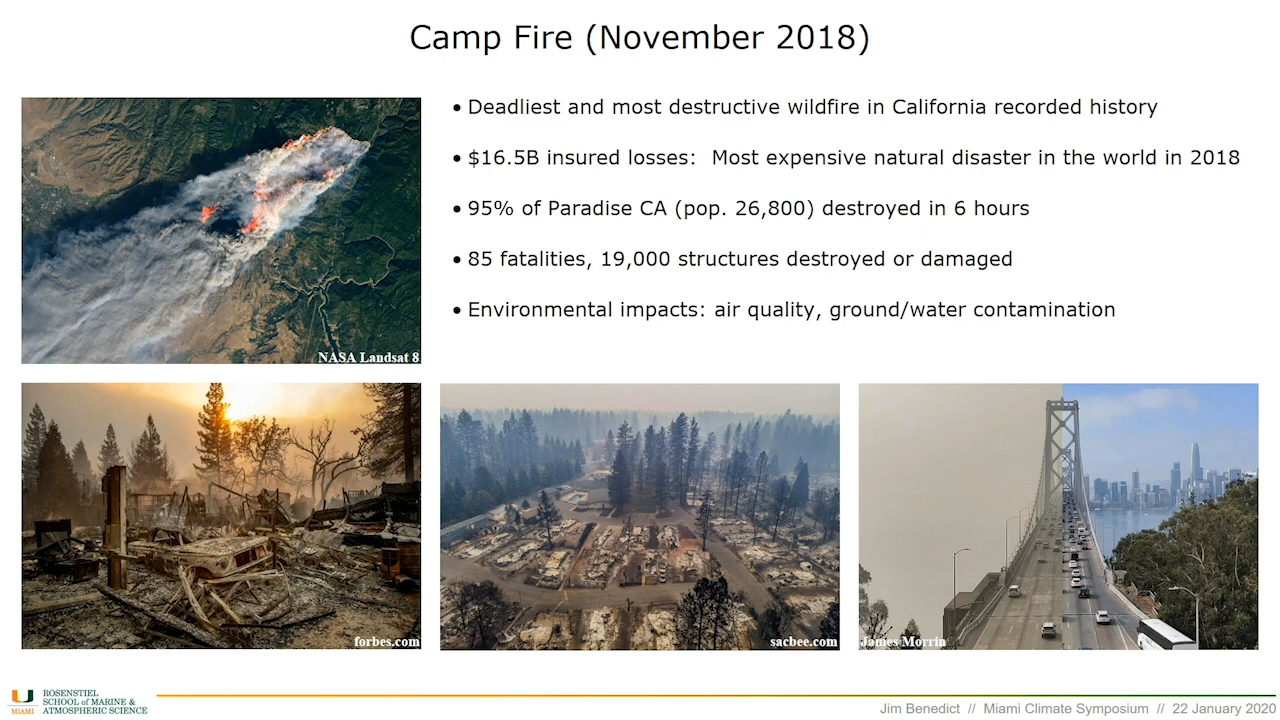 Camp Fire (November 2018)
• Deadliest and most destructive wildfire in California recorded history
• $16.5B insured losses:  Most expensive natural disaster in the world in 2018
• 95% of Paradise CA (pop. 26,800) destroyed in 6 hours
• 85 fatalities, 19,000 structures destroyed or damaged
• Environmental impacts: air quality, ground/water contamination
NASA Landsat 8
forbes.com
sacbee.com
James Morrin
U
MIAMI
ROSENSTIEL
SCHOOL of MARINE &
ATMOSPHERIC SCIENCE
Jim Benedict // Miami Climate Symposium // 22 January 2020